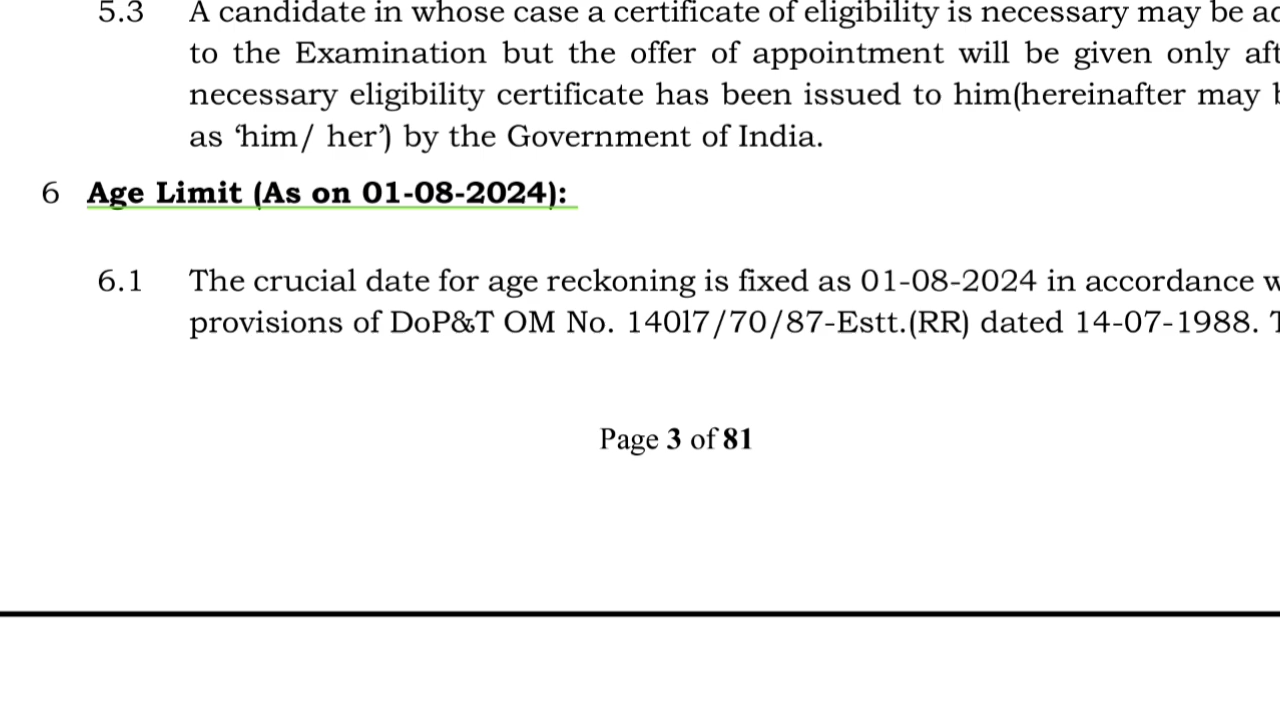 5.3 A candidate in whose case a certificate of eligibility is necessary may be
to the Examination but the offer of appointment will be given only
necessary eligibility certificate has been issued to him(hereinafter may
as ‘him/ her’) by the Government of India.
6 Age Limit (As on 01-08-2024):
6.1 The crucial date for age reckoning is fixed as 01-08-2024 in accordance
provisions of DoP&T OM No. 14017/70/87-Estt.(RR) dated 14-07-1988.
Page 3 of 81